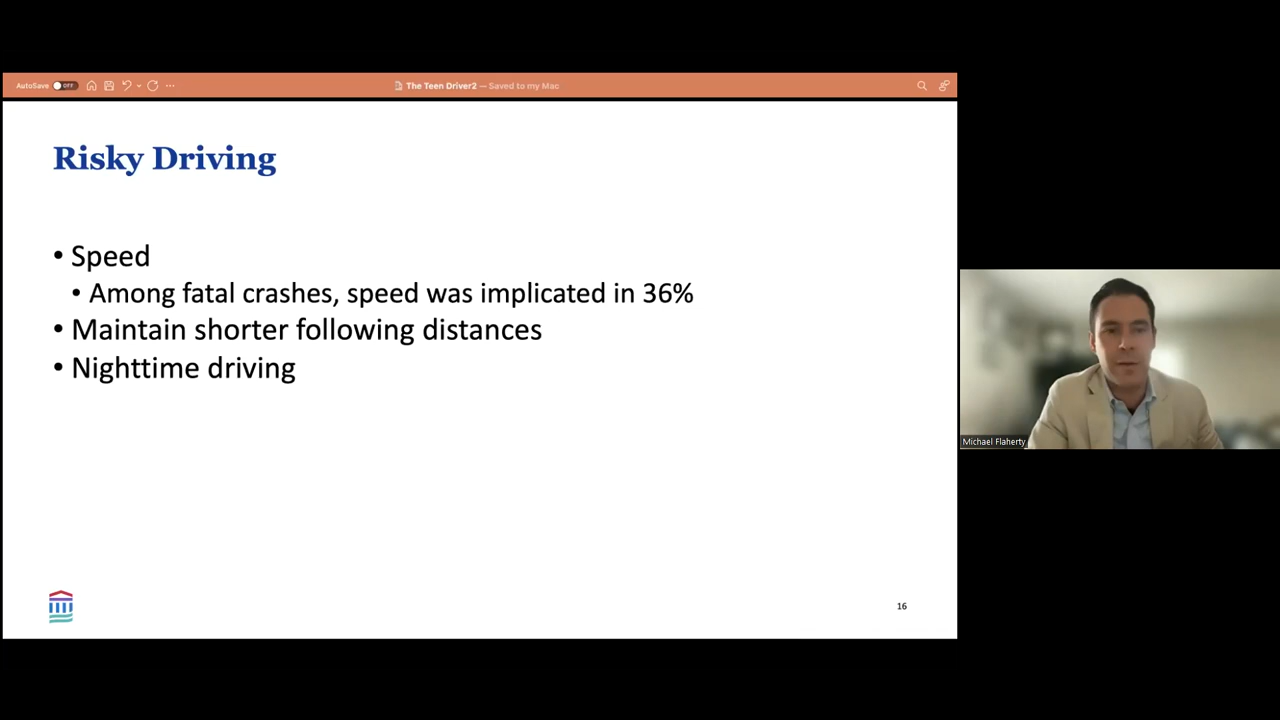 AutoSave OFF
The Teen Driver2 — Saved to my Mac
Risky Driving
• Speed
• Among fatal crashes, speed was implicated in 36%
• Maintain shorter following distances
• Nighttime driving
Michael Flaherty
16